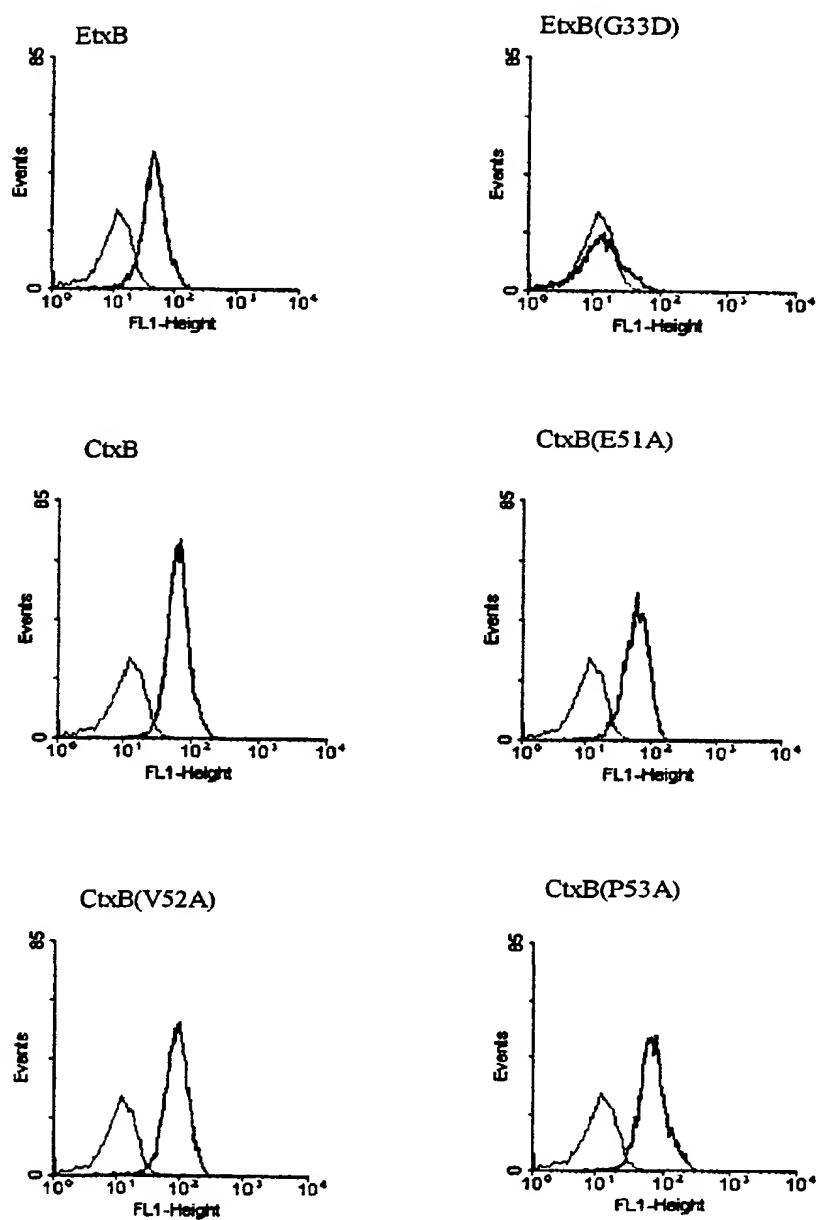 EtxB
EtxB(G33D)
85
Events
0
10⁰ 10¹ 10² 10³ 10⁴
FL1-Height
85
Events
0
10⁰ 10¹ 10² 10³ 10⁴
FL1-Height
CtxB
CtxB(E51A)
85
Events
0
10⁰ 10¹ 10² 10³ 10⁴
FL1-Height
85
Events
0
10⁰ 10¹ 10² 10³ 10⁴
FL1-Height
CtxB(V52A)
CtxB(P53A)
85
Events
0
10⁰ 10¹ 10² 10³ 10⁴
FL1-Height
85
Events
0
10⁰ 10¹ 10² 10³ 10⁴
FL1-Height